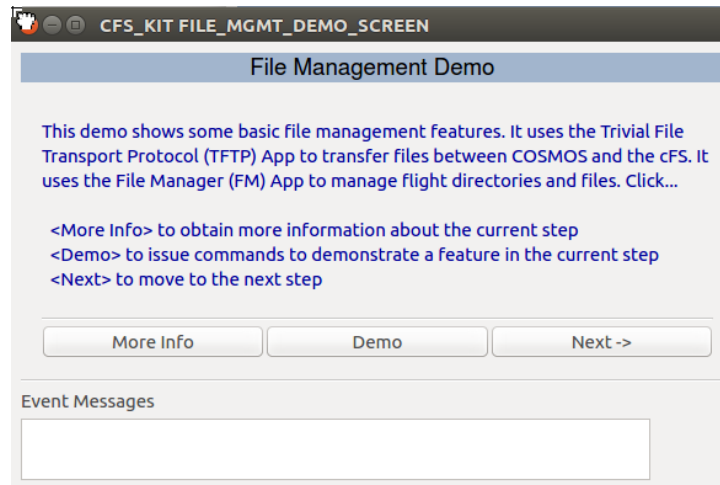 CFS_KIT FILE_MGMT_DEMO_SCREEN
File Management Demo
This demo shows some basic file management features. It uses the Trivial File
Transport Protocol (TFTP) App to transfer files between COSMOS and the cFS. It
uses the File Manager (FM) App to manage flight directories and files. Click...
<More Info> to obtain more information about the current step
<Demo> to issue commands to demonstrate a feature in the current step
<Next> to move to the next step
More Info Demo Next ->
Event Messages